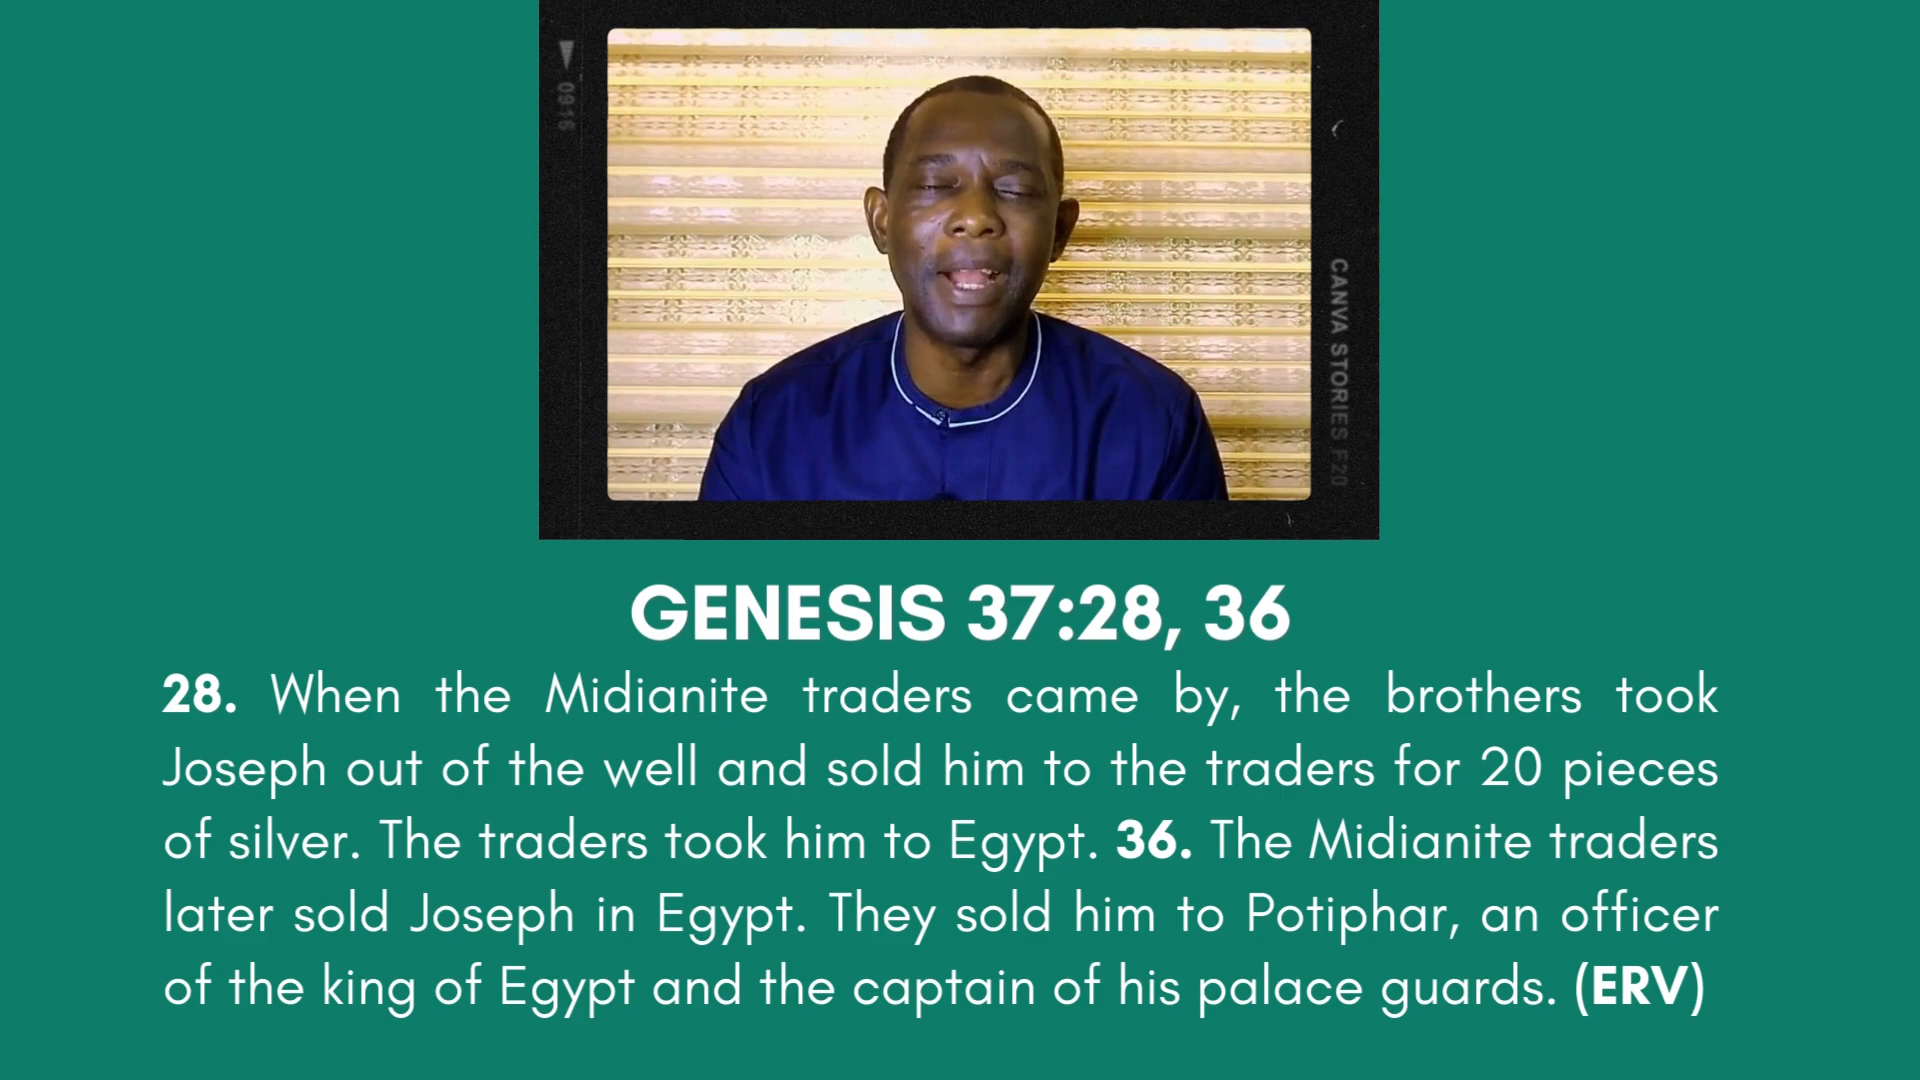 0916
CANVA STORIES F20
GENESIS 37:28, 36
28. When the Midianite traders came by, the brothers took
Joseph out of the well and sold him to the traders for 20 pieces
of silver. The traders took him to Egypt. 36. The Midianite traders
later sold Joseph in Egypt. They sold him to Potiphar, an officer
of the king of Egypt and the captain of his palace guards. (ERV)